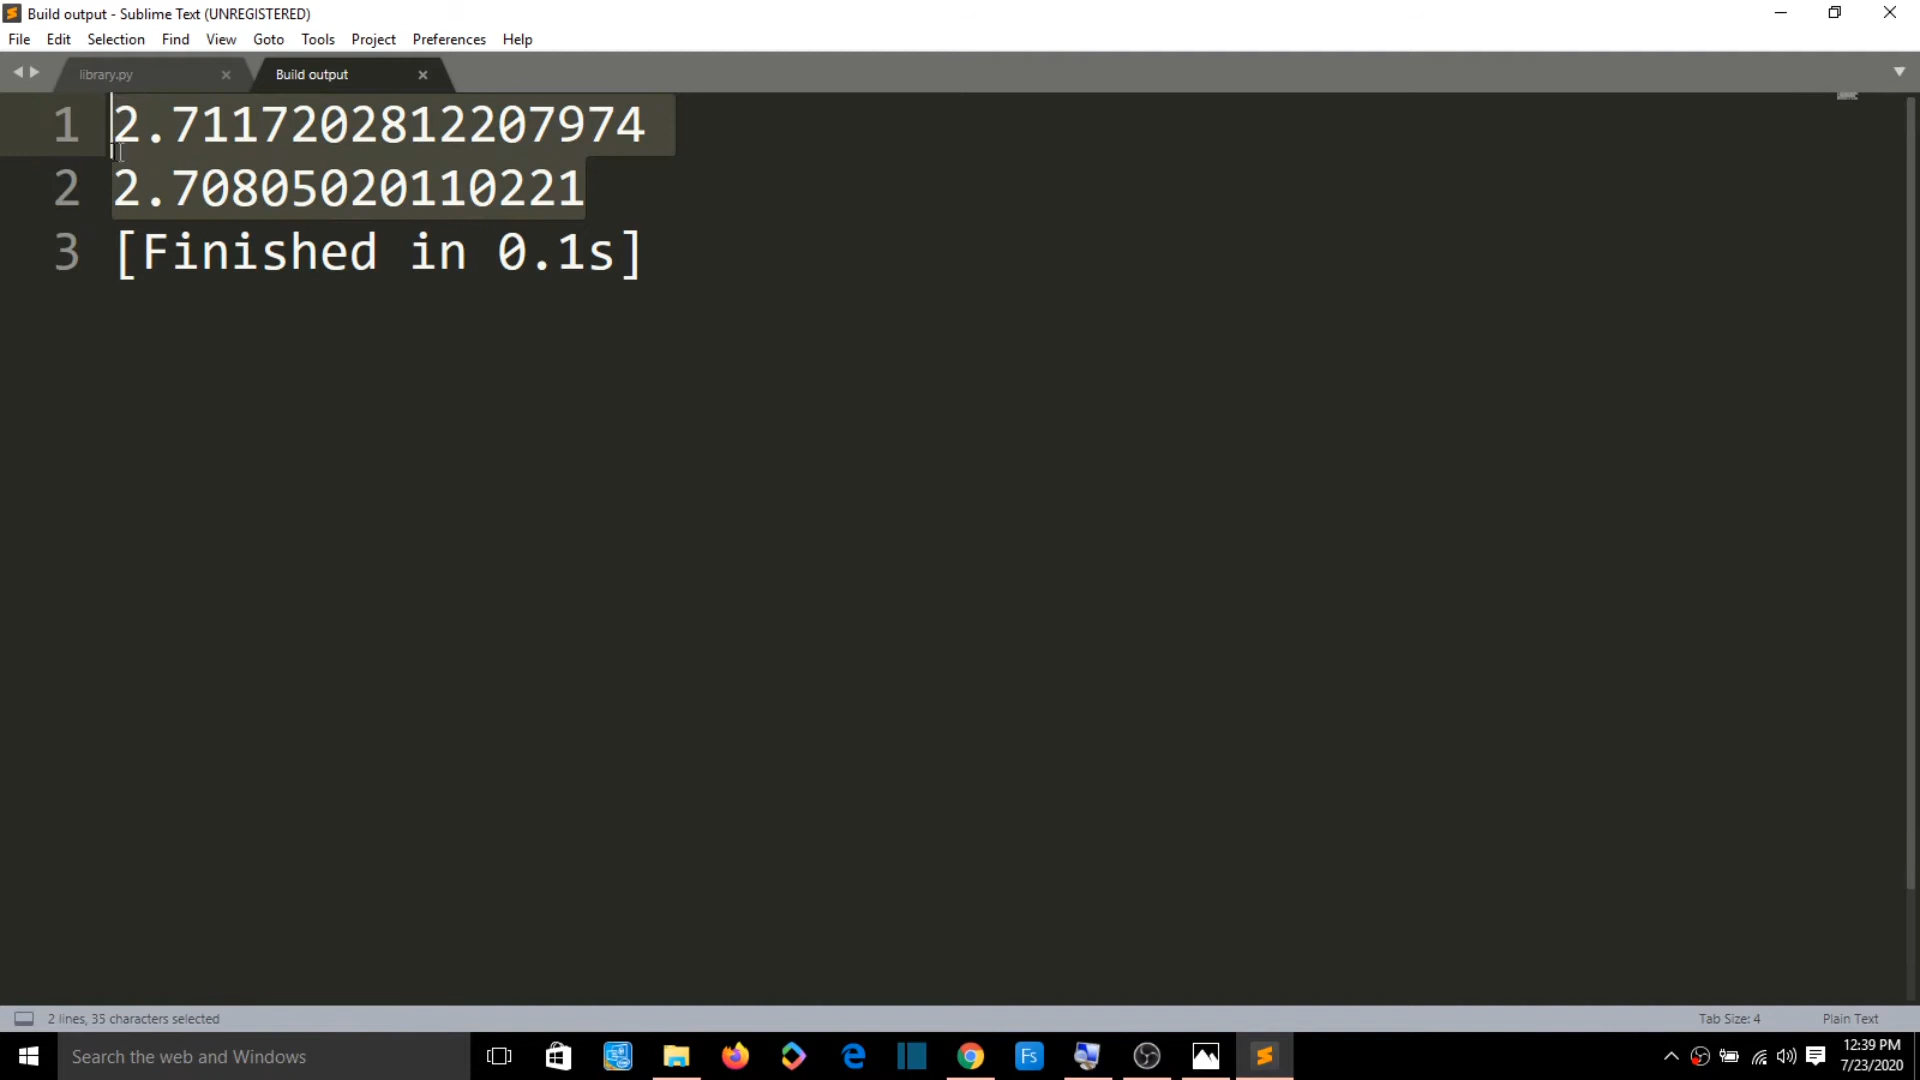 Build output - Sublime Text (UNREGISTERED)
File Edit Selection Find View Goto Tools Project Preferences Help
library.py Build output
1 2.7117202812207974
2 2.70805020110221
3 [Finished in 0.1s]
2 lines, 35 characters selected Tab Size: 4 Plain Text
Search the web and Windows Fs 12:39 PM
7/23/2020